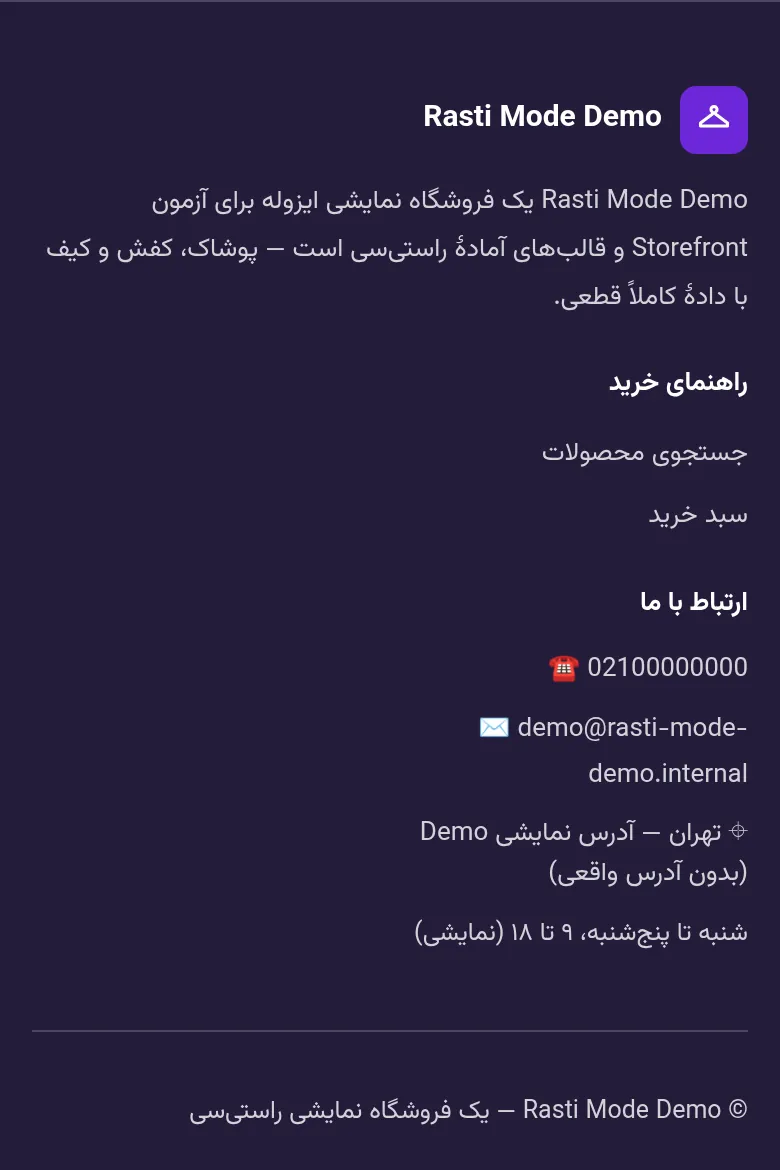 Rasti Mode Demo
Rasti Mode Demo یک فروشگاه نمایشی ایزوله برای آزمون
Storefront و قالب‌های آمادهٔ راستی‌سی است — پوشاک، کفش و کیف
با دادهٔ کاملاً قطعی.
راهنمای خرید
جستجوی محصولات
سبد خرید
ارتباط با ما
☎️ 02100000000
✉️ demo@rasti-mode-
demo.internal
⌖ تهران — آدرس نمایشی Demo
(بدون آدرس واقعی)
شنبه تا پنج‌شنبه، ۹ تا ۱۸ (نمایشی)
© Rasti Mode Demo — یک فروشگاه نمایشی راستی‌سی